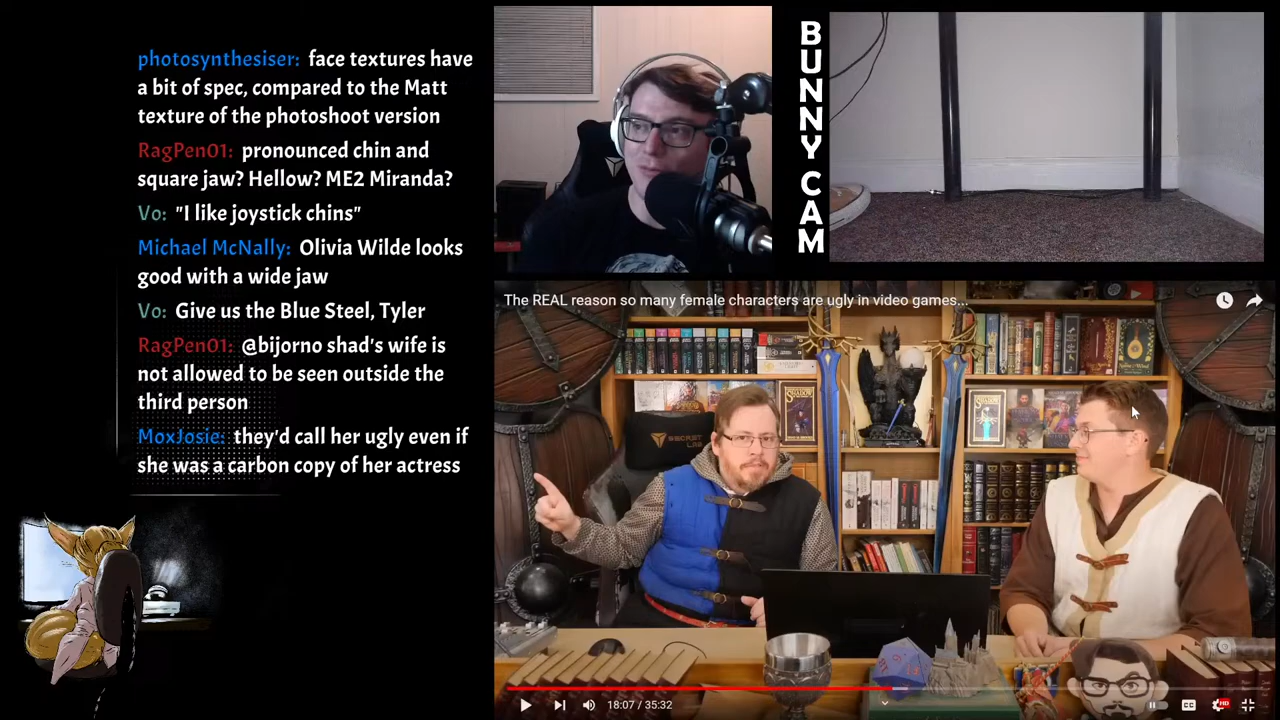 photosynthesiser: face textures have
a bit of spec, compared to the Matt
texture of the photoshoot version
RagPen01: pronounced chin and
square jaw? Hellow? ME2 Miranda?
Vo: "I like joystick chins"
Michael McNally: Olivia Wilde looks
good with a wide jaw
Vo: Give us the Blue Steel, Tyler
RagPen01: @bijorno shad's wife is
not allowed to be seen outside the
third person
MoxJosie: they'd call her ugly even if
she was a carbon copy of her actress
BUNNY CAM
The REAL reason so many female characters are ugly in video games...
SECRETLAB
SHADOW
18:07 / 35:32
CC
HD